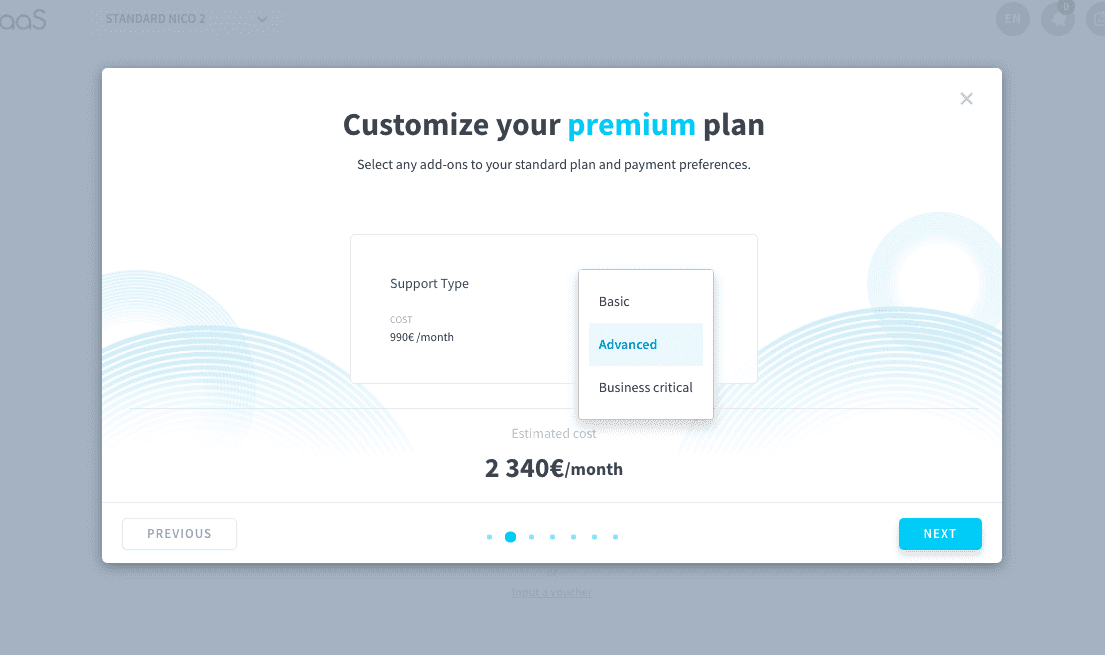 aaS
STANDARD NICO 2
EN
0
Customize your premium plan
Select any add-ons to your standard plan and payment preferences.
Support Type
COST
990€ /month
Basic
Advanced
Business critical
Estimated cost
2 340€/month
PREVIOUS
NEXT
Input a voucher